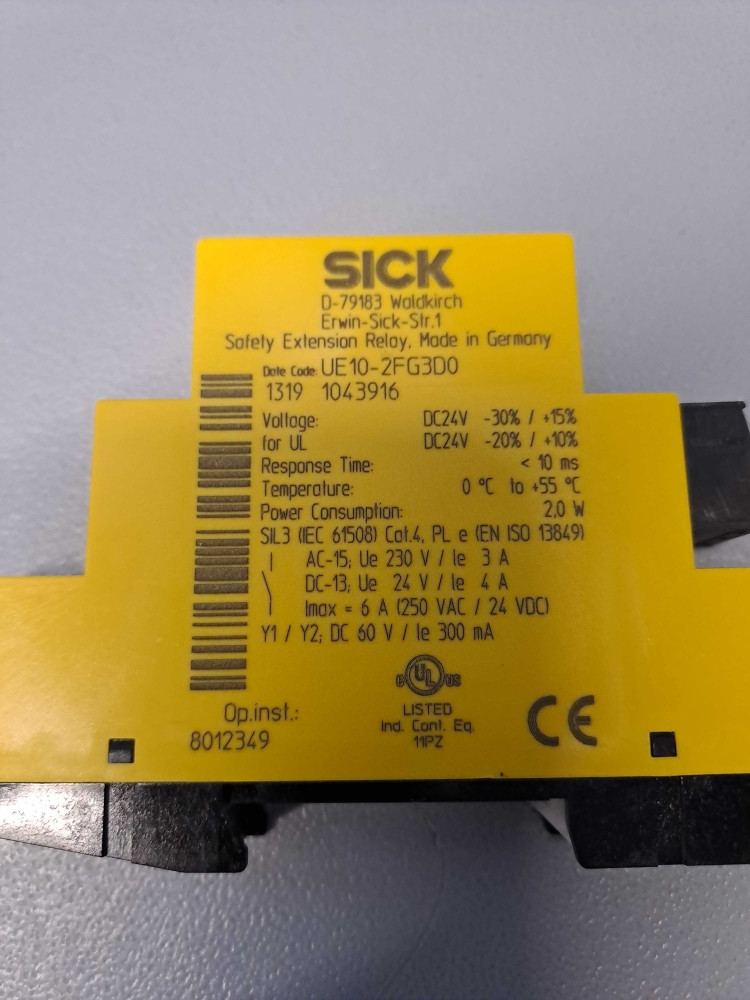 SICK
D-79183 Waldkirch
Erwin-Sick-Str.1
Safety Extension Relay, Made in Germany
Date Code: UE10-2FG3D0
1319 1043916
Voltage: DC24V -30% / +15%
for UL DC24V -20% / +10%
Response Time: < 10 ms
Temperature: 0 °C to +55 °C
Power Consumption: 2,0 W
SIL3 (IEC 61508) Cat.4, PL e (EN ISO 13849)
AC-15; Ue 230 V / Ie 3 A
DC-13; Ue 24 V / Ie 4 A
Imax = 6 A (250 VAC / 24 VDC)
Y1 / Y2; DC 60 V / Ie 300 mA
c UL us
LISTED
Ind. Cont. Eq.
11PZ
CE
Op.inst.:
8012349